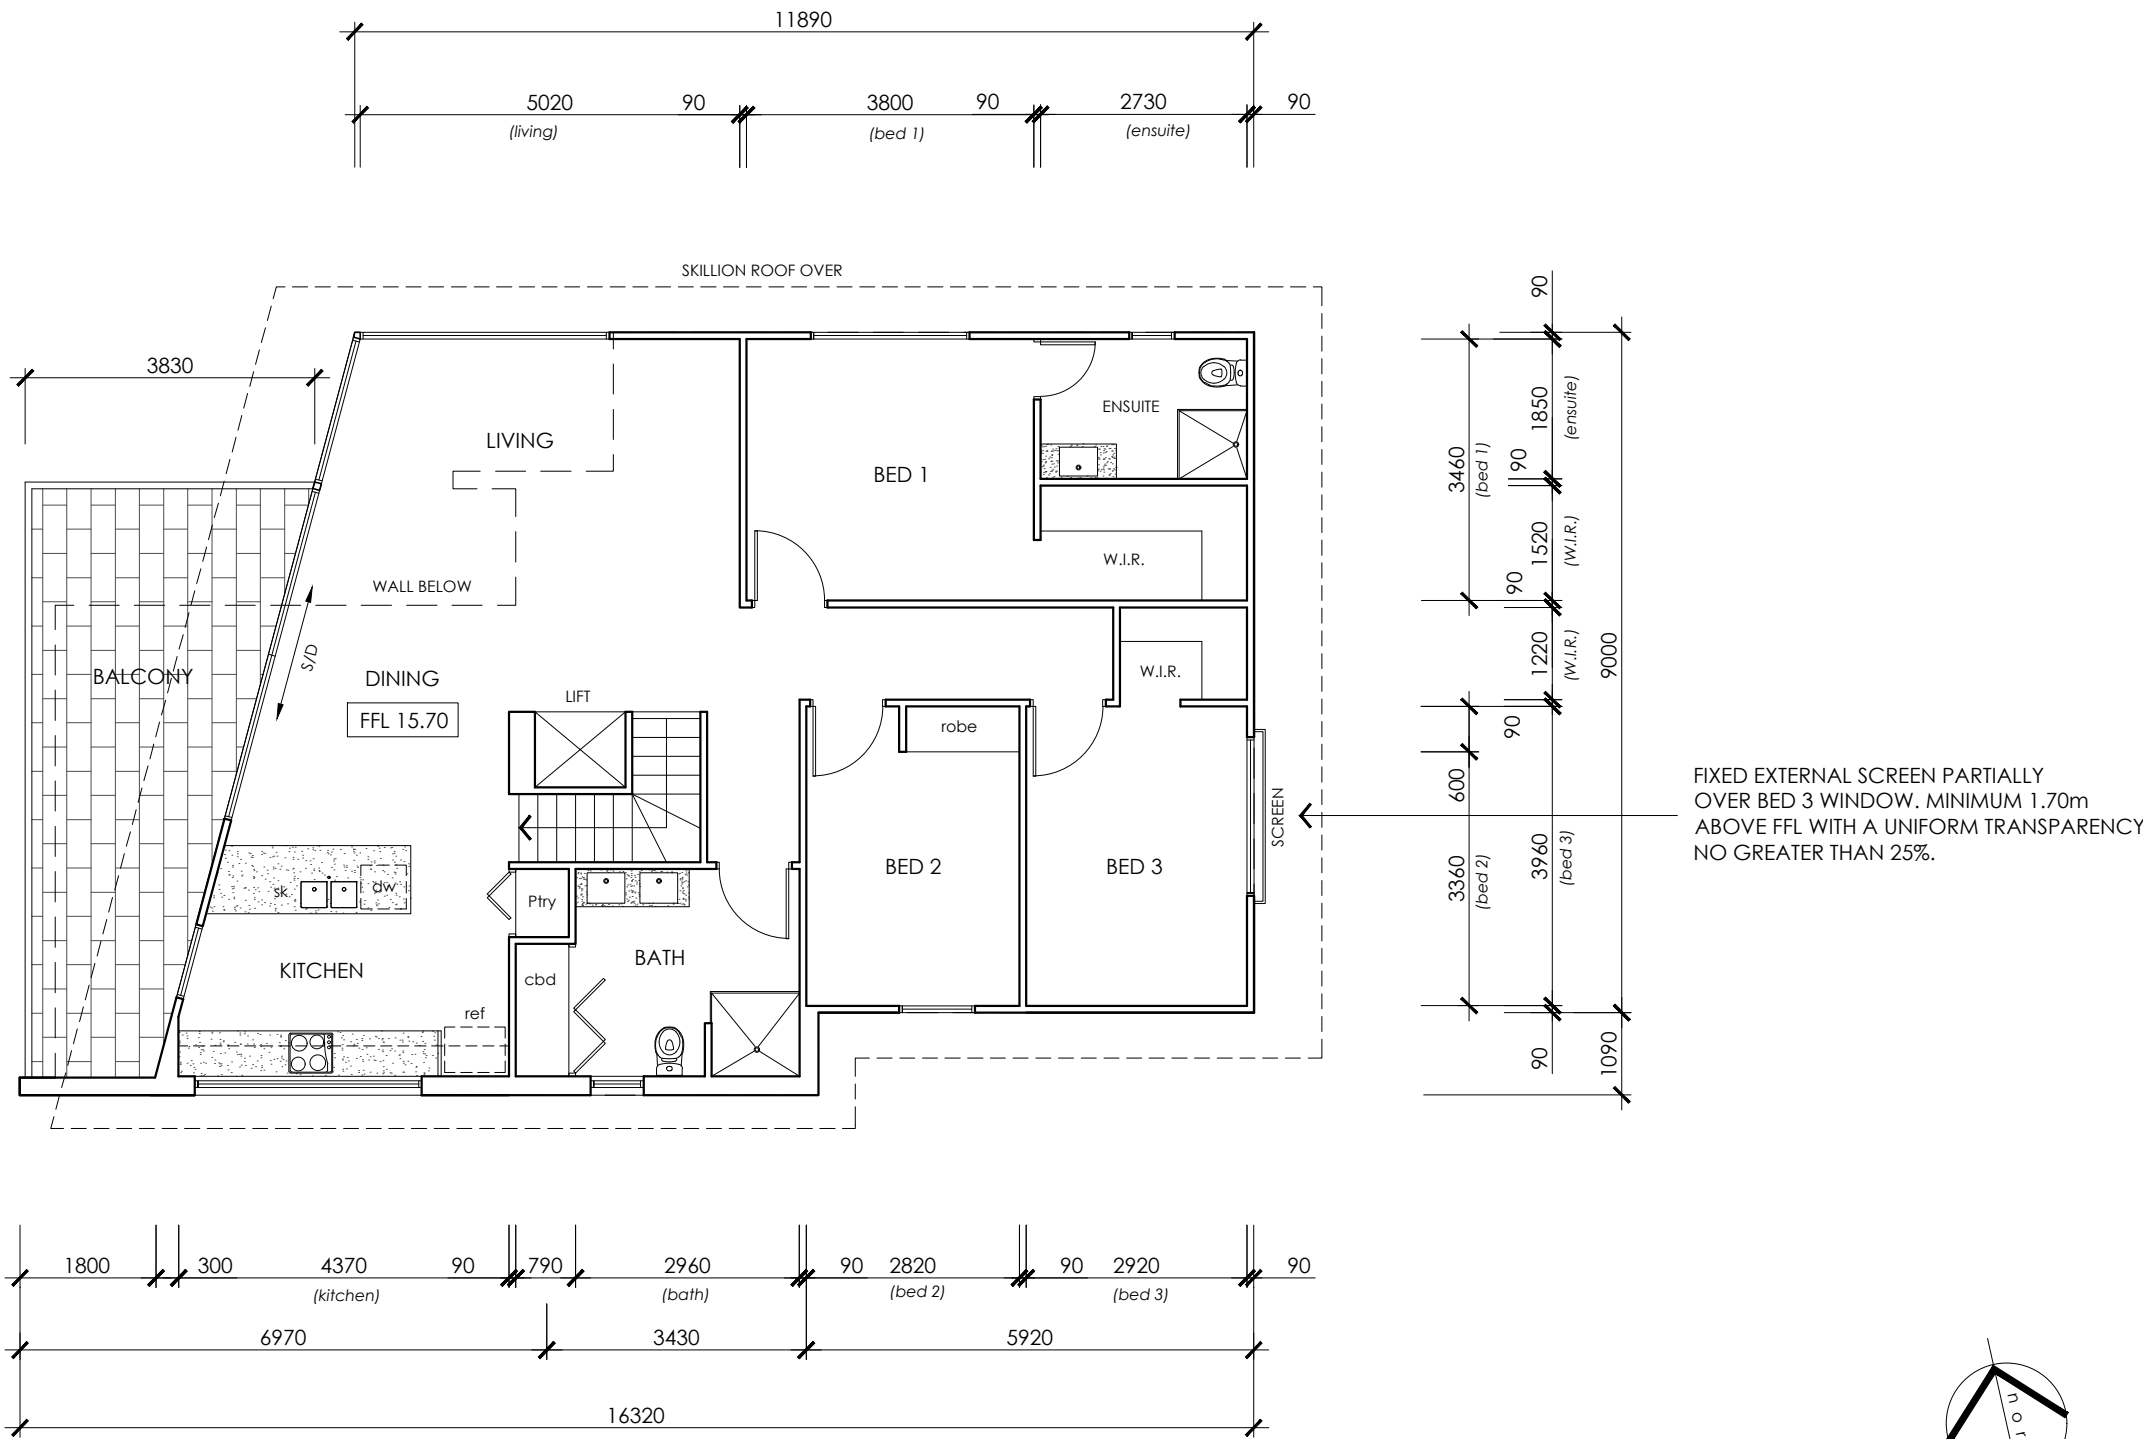 11890
5020 90 3800 90 2730 90
(living) (bed 1) (ensuite)
SKILLION ROOF OVER
3830
LIVING
BED 1
ENSUITE
W.I.R.
WALL BELOW
S/D
BALCONY
DINING
FFL 15.70
LIFT
W.I.R.
robe
SCREEN
BED 2
BED 3
sk
dw
Ptry
KITCHEN
cbd
BATH
ref
90
1850
(ensuite)
3460
(bed 1)
90
1520
(W.I.R.)
90
1220
(W.I.R.)
9000
90
600
3360
(bed 2)
3960
(bed 3)
90
1090
FIXED EXTERNAL SCREEN PARTIALLY
OVER BED 3 WINDOW. MINIMUM 1.70m
ABOVE FFL WITH A UNIFORM TRANSPARENCY
NO GREATER THAN 25%.
1800 300 4370 90 790 2960 90 2820 90 2920 90
(kitchen) (bath) (bed 2) (bed 3)
6970 3430 5920
16320